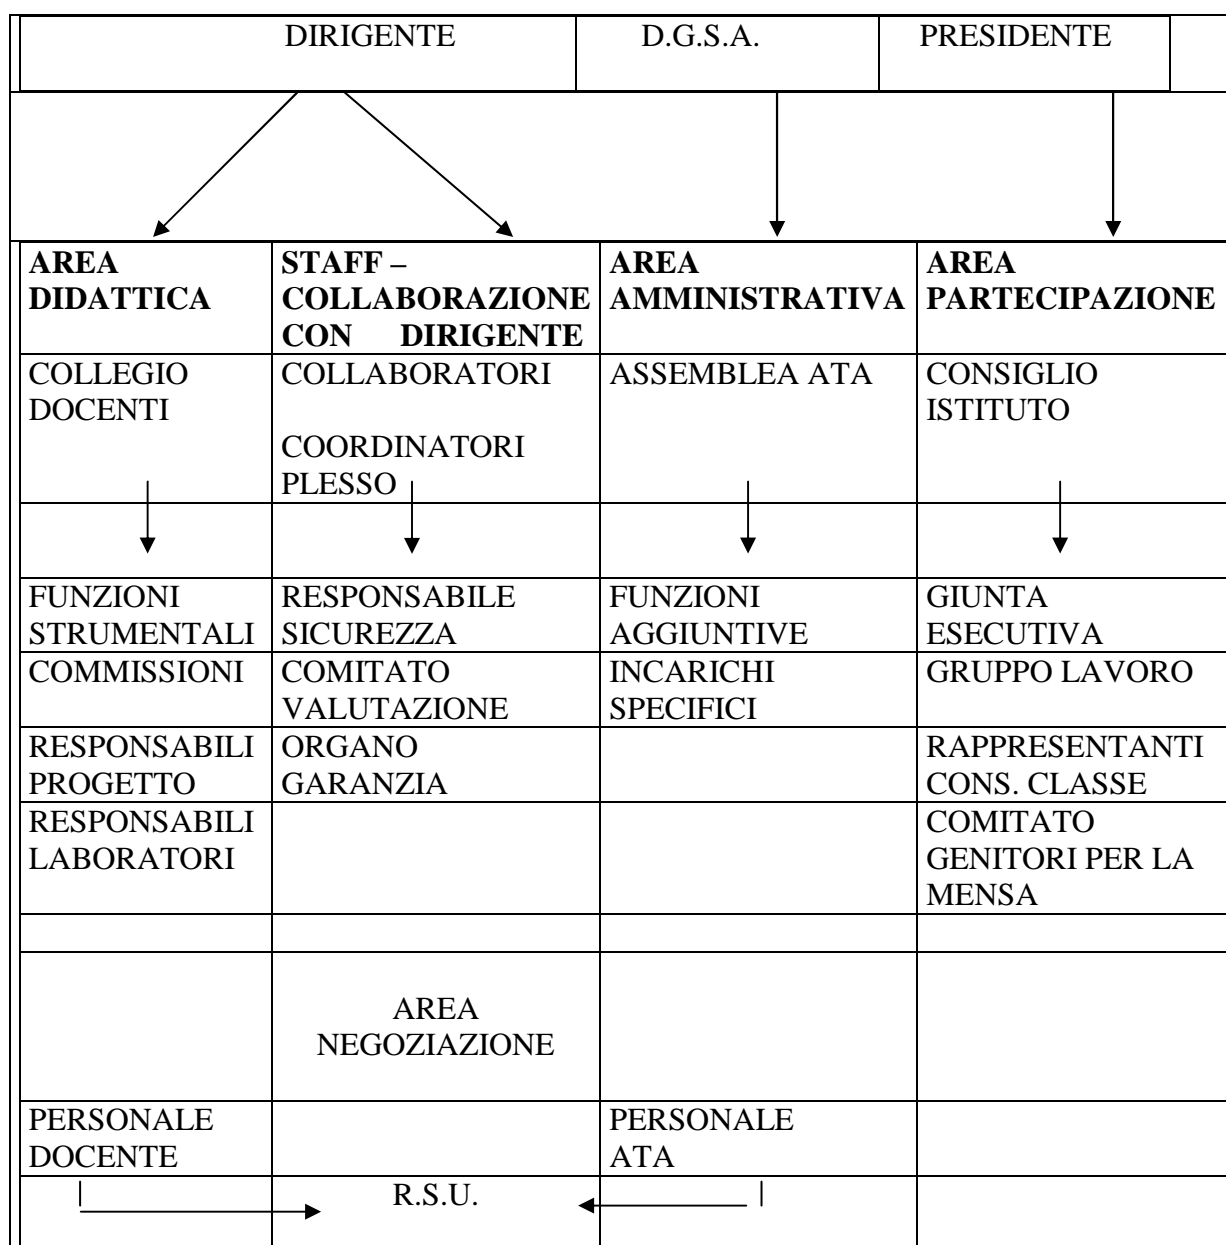 DIRIGENTE
D.G.S.A.
PRESIDENTE
AREA
DIDATTICA
STAFF –
COLLABORAZIONE
CON DIRIGENTE
AREA
AMMINISTRATIVA
AREA
PARTECIPAZIONE
COLLEGIO
DOCENTI
COLLABORATORI
COORDINATORI
PLESSO
ASSEMBLEA ATA
CONSIGLIO
ISTITUTO
FUNZIONI
STRUMENTALI
RESPONSABILE
SICUREZZA
FUNZIONI
AGGIUNTIVE
GIUNTA
ESECUTIVA
COMMISSIONI
COMITATO
VALUTAZIONE
INCARICHI
SPECIFICI
GRUPPO LAVORO
RESPONSABILI
PROGETTO
ORGANO
GARANZIA
RAPPRESENTANTI
CONS. CLASSE
RESPONSABILI
LABORATORI
COMITATO
GENITORI PER LA
MENSA
AREA
NEGOZIAZIONE
PERSONALE
DOCENTE
PERSONALE
ATA
R.S.U.